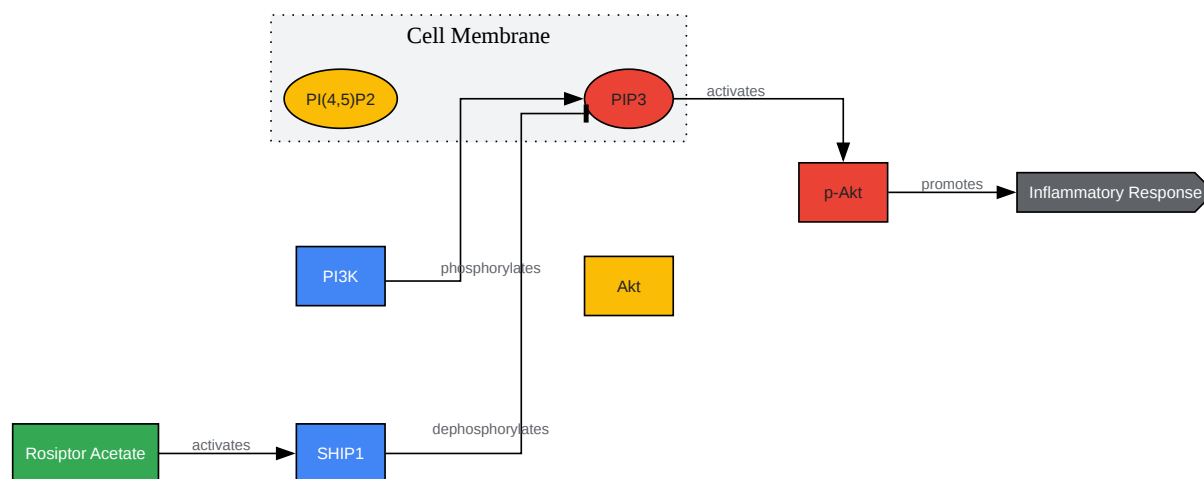 Cell Membrane
PI(4,5)P2
PIP3
activates
p-Akt
promotes
Inflammatory Response
PI3K
phosphorylates
Akt
Rosiptor Acetate
activates
SHIP1
dephosphorylates